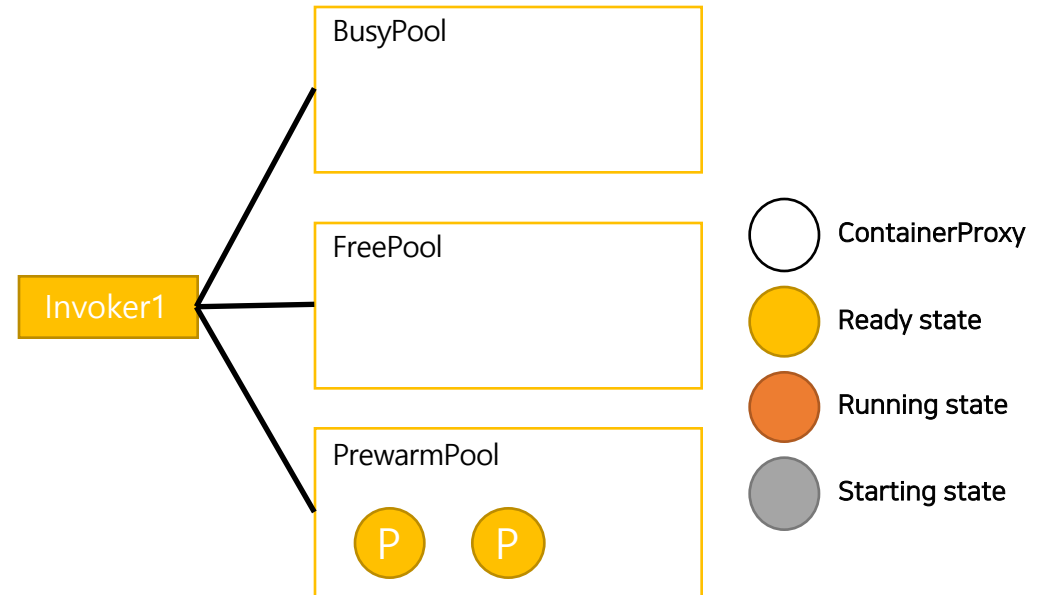 BusyPool
FreePool
Invoker1
PrewarmPool
P P
ContainerProxy
Ready state
Running state
Starting state